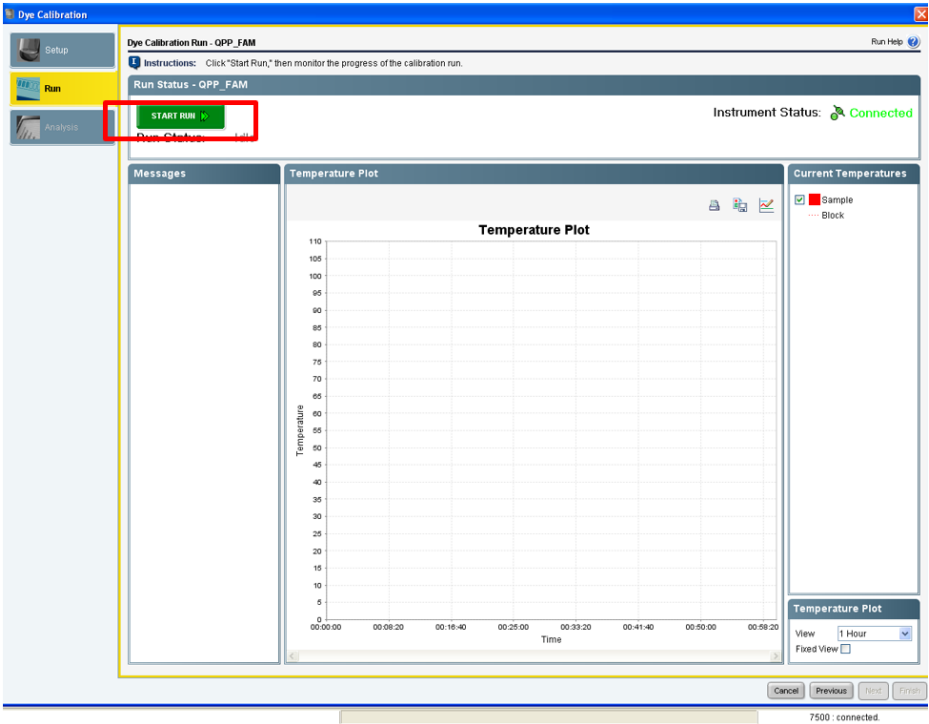 Dye Calibration
Setup
Run
Analysis
Dye Calibration Run - QPP_FAM
Run Help
Instructions: Click "Start Run," then monitor the progress of the calibration run.
Run Status - QPP_FAM
START RUN
Run Status: Idle
Instrument Status: Connected
Messages
Temperature Plot
Temperature Plot
110
105
100
95
90
85
80
75
70
65
60
55
50
45
40
35
30
25
20
15
10
5
0
Temperature
00:00:00 00:08:20 00:16:40 00:25:00 00:33:20 00:41:40 00:50:00 00:58:20
Time
Current Temperatures
Sample
Block
Temperature Plot
View 1 Hour
Fixed View
Cancel Previous Next Finish
7500 : connected.